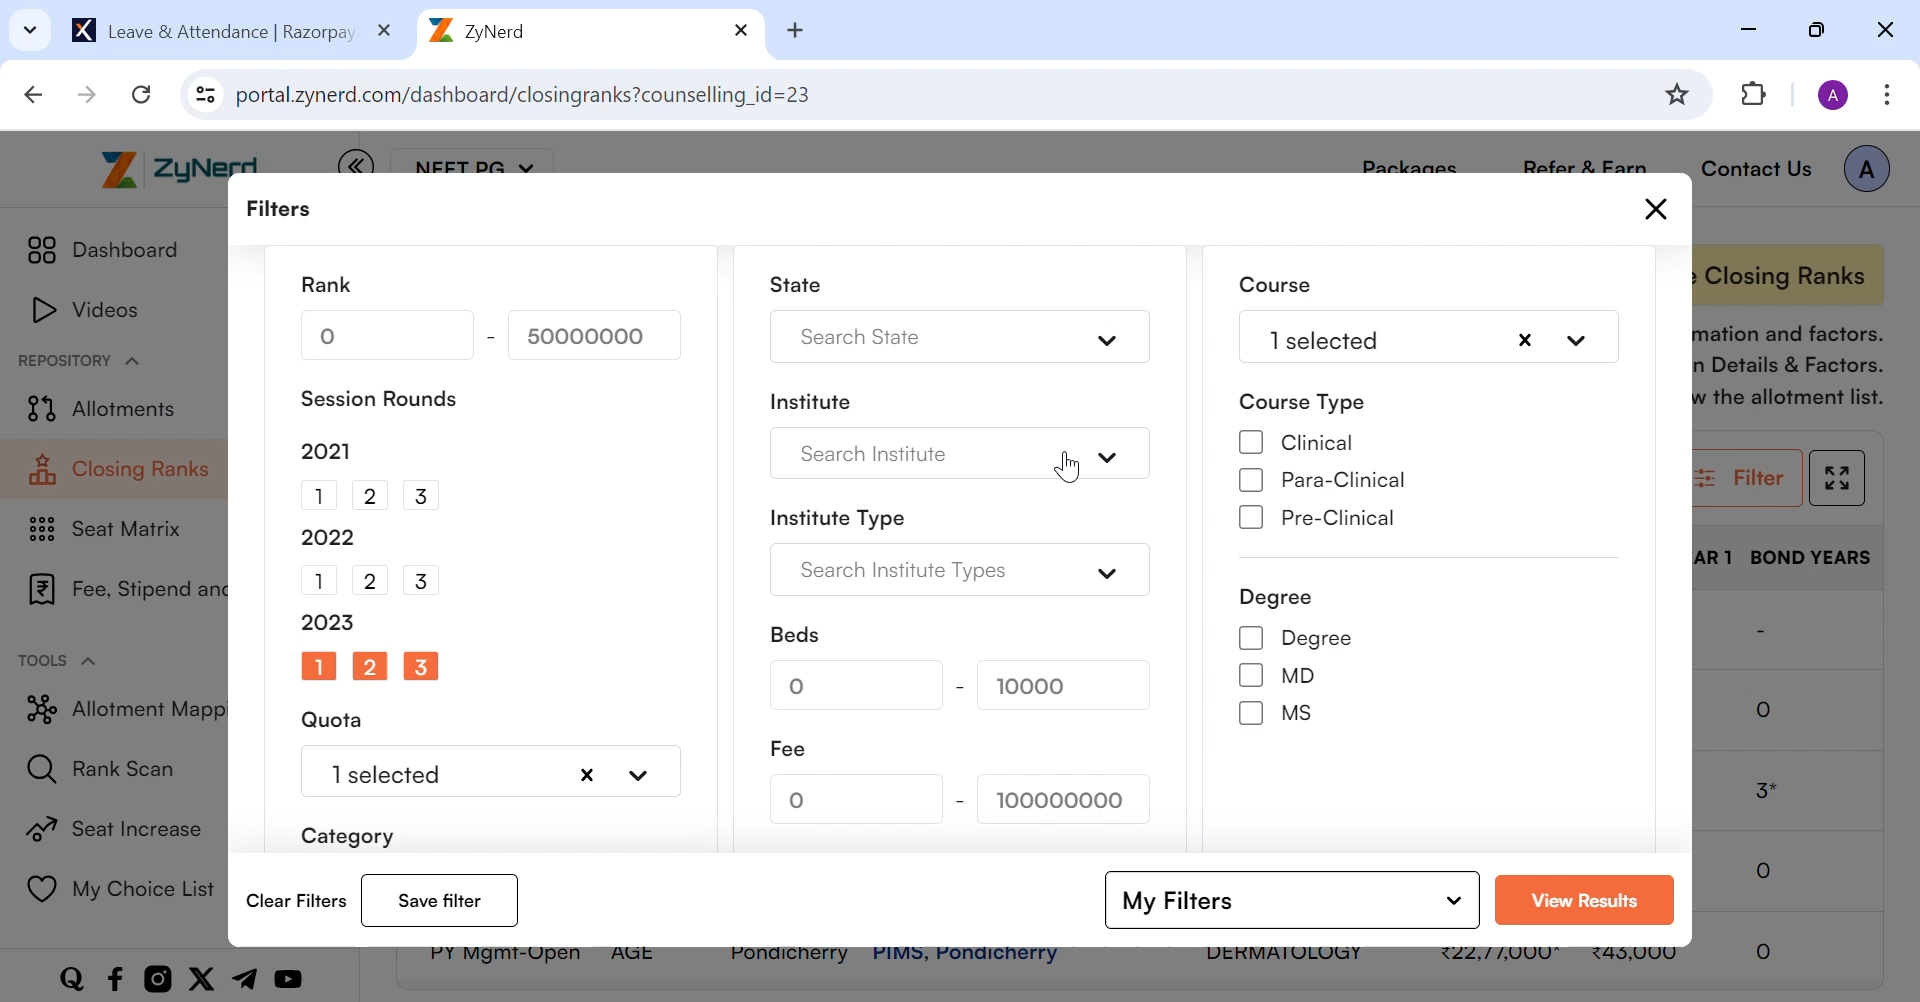 Leave & Attendance | Razorpay
ZyNerd
portal.zynerd.com/dashboard/closingranks?counselling_id=23
A
ZyNerd
NEET PG
Packages
Refer & Earn
Contact Us
A
Dashboard
Videos
REPOSITORY
Allotments
Closing Ranks
Seat Matrix
Fee, Stipend and
TOOLS
Allotment Mappi
Rank Scan
Seat Increase
My Choice List
Filters
Rank
0 - 50000000
Session Rounds
2021
1 2 3
2022
1 2 3
2023
1 2 3
Quota
1 selected
Category
State
Search State
Institute
Search Institute
Institute Type
Search Institute Types
Beds
0 - 10000
Fee
0 - 100000000
Course
1 selected
Course Type
Clinical
Para-Clinical
Pre-Clinical
Degree
Degree
MD
MS
Clear Filters
Save filter
My Filters
View Results
Closing Ranks
mation and factors.
n Details & Factors.
w the allotment list.
Filter
AR 1 BOND YEARS
-
0
3*
0
PY Mgmt-Open AGE Pondicherry PIMS, Pondicherry DERMATOLOGY ₹22,77,000* ₹43,000 0